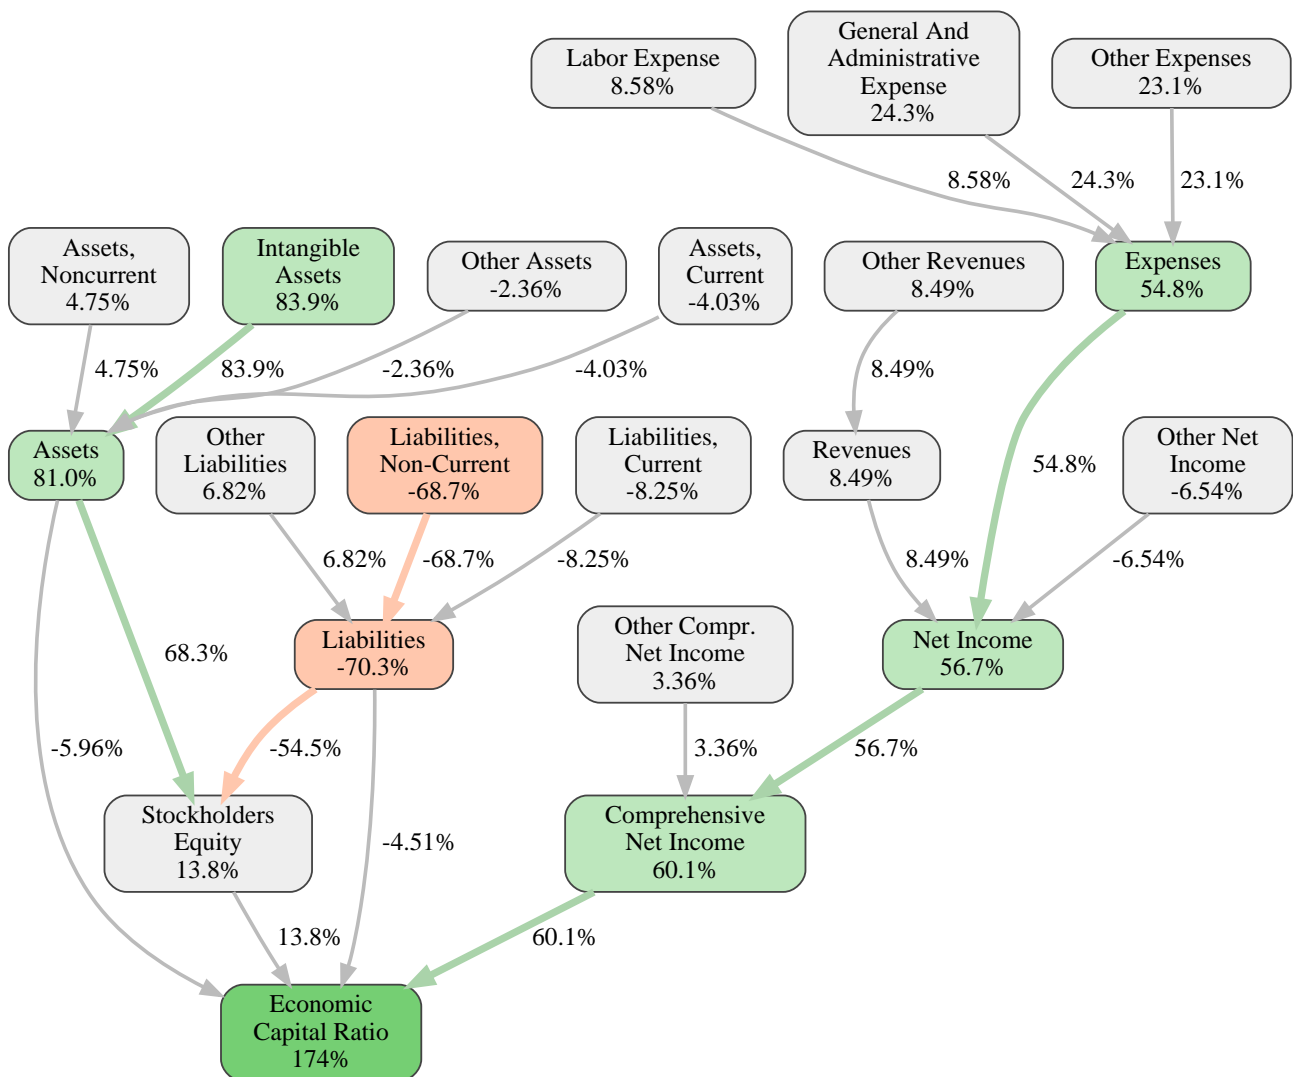 Labor Expense
8.58%
General And
Administrative
Expense
24.3%
Other Expenses
23.1%
8.58%
24.3%
23.1%
Assets,
Noncurrent
4.75%
Intangible
Assets
83.9%
Other Assets
-2.36%
Assets,
Current
-4.03%
Other Revenues
8.49%
Expenses
54.8%
4.75%
83.9%
-2.36%
-4.03%
8.49%
Assets
81.0%
Other
Liabilities
6.82%
Liabilities,
Non-Current
-68.7%
Liabilities,
Current
-8.25%
Revenues
8.49%
54.8%
Other Net
Income
-6.54%
6.82%
-68.7%
-8.25%
8.49%
-6.54%
68.3%
Liabilities
-70.3%
Other Compr.
Net Income
3.36%
Net Income
56.7%
-5.96%
-54.5%
3.36%
56.7%
Stockholders
Equity
13.8%
-4.51%
Comprehensive
Net Income
60.1%
13.8%
60.1%
Economic
Capital Ratio
174%